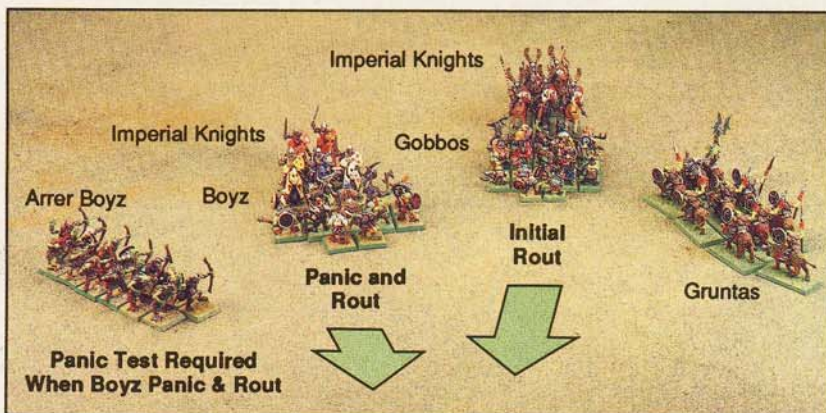 Imperial Knights
Imperial Knights
Gobbos
Arrer Boyz
Boyz
Initial
Rout
Panic and
Rout
Gruntas
Panic Test Required
When Boyz Panic & Rout